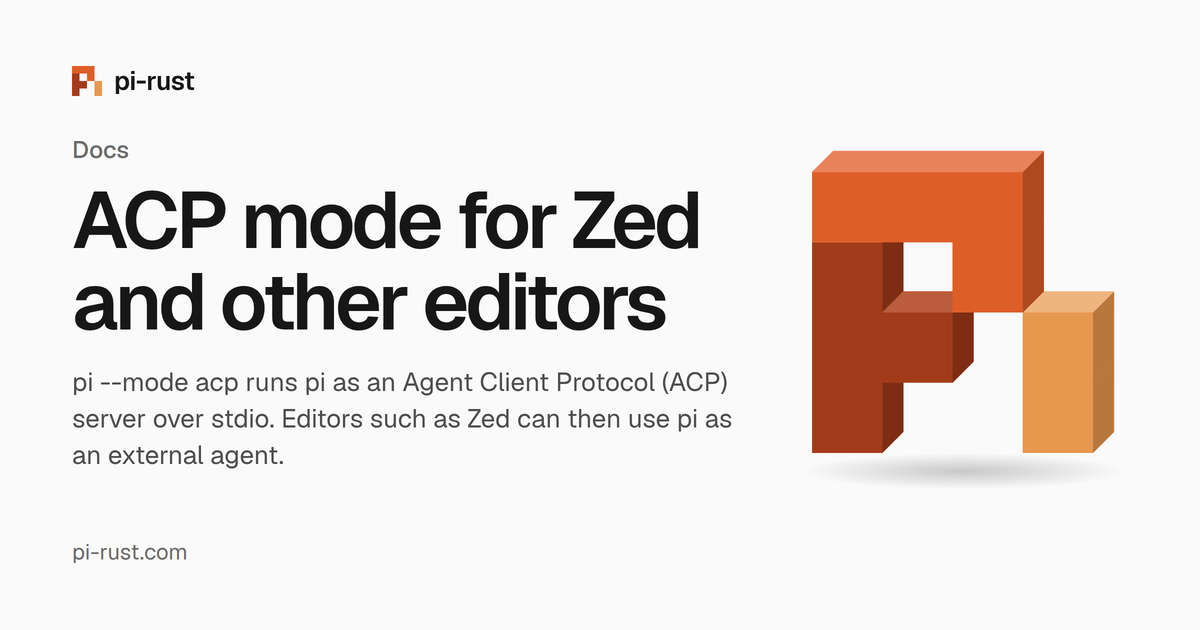 pi-rust
Docs
ACP mode for Zed
and other editors
pi --mode acp runs pi as an Agent Client Protocol (ACP)
server over stdio. Editors such as Zed can then use pi as
an external agent.
pi-rust.com